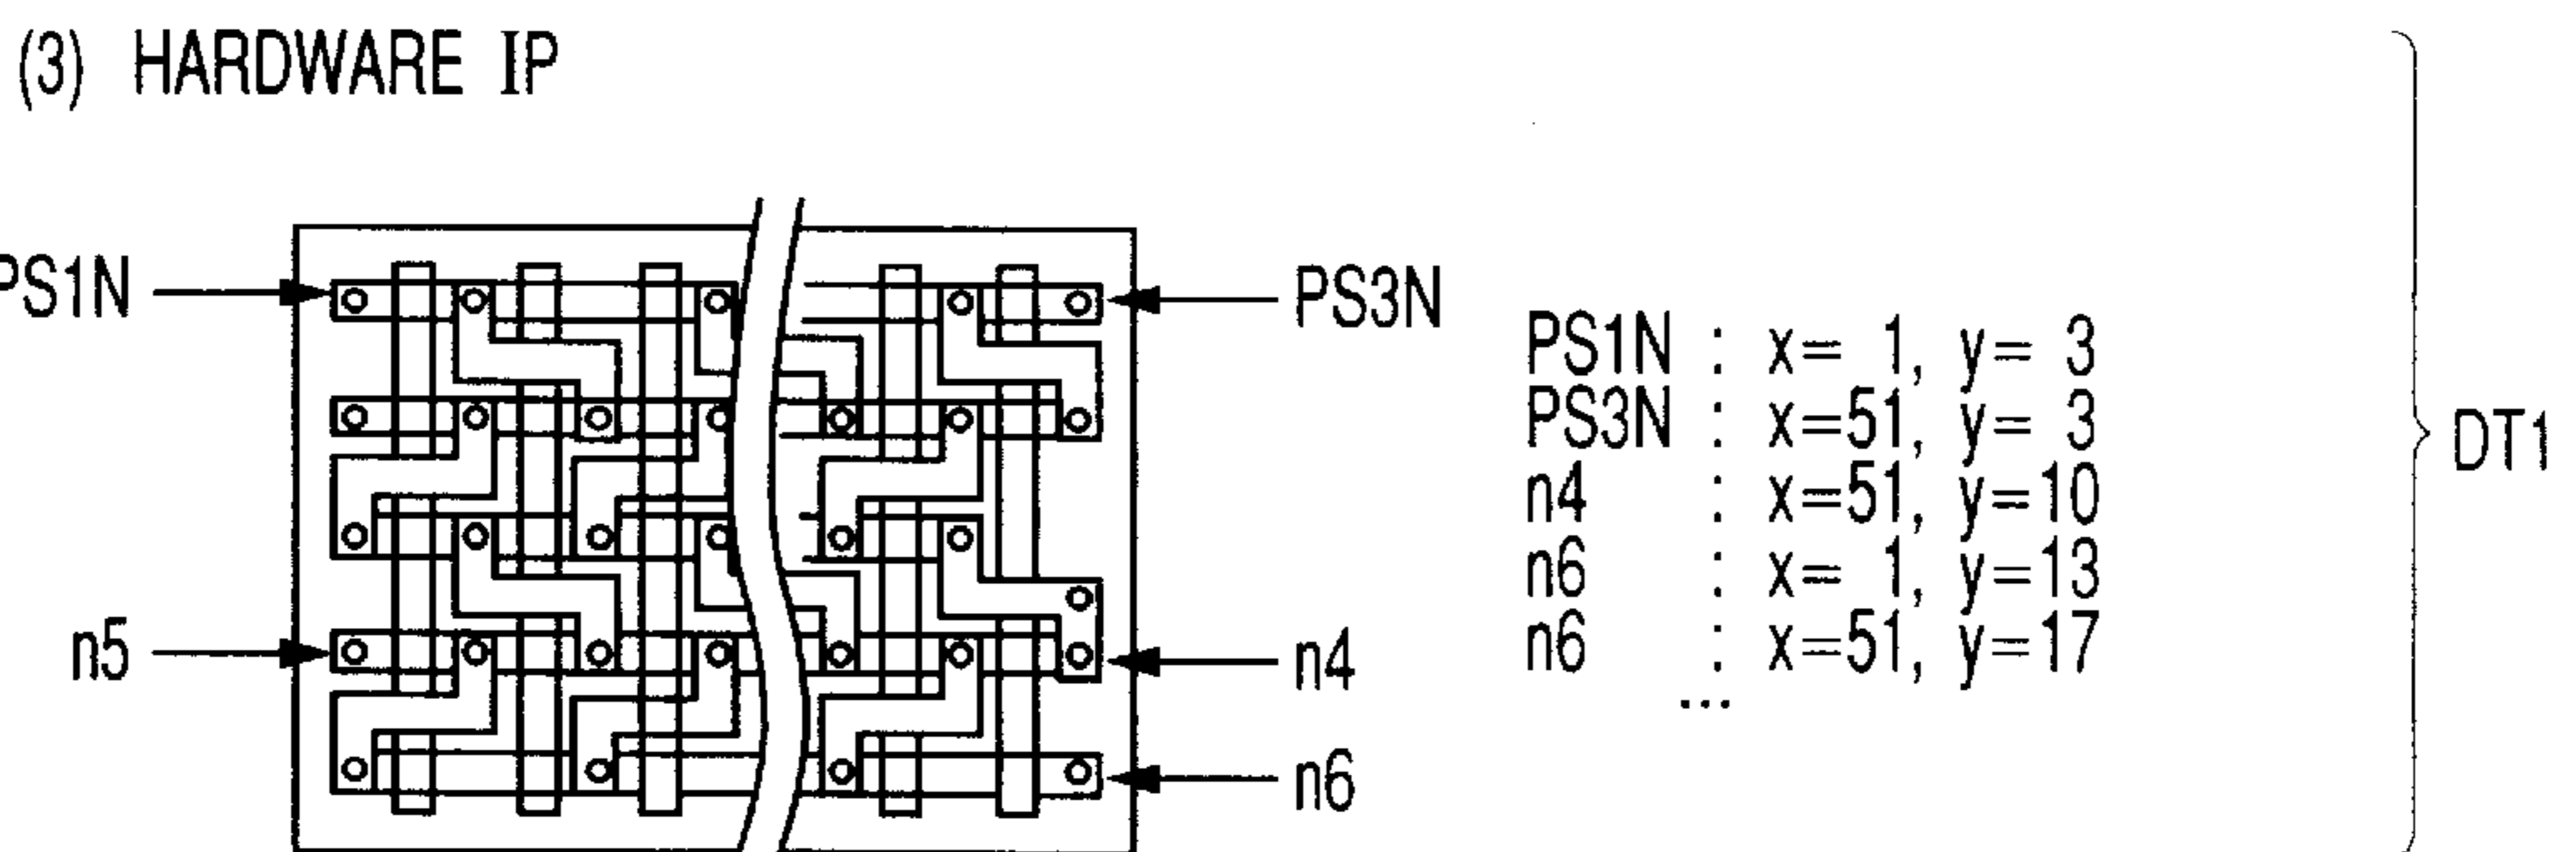 (3) HARDWARE IP
PS1N
PS3N
n5
n4
n6
PS1N : x= 1, y= 3
PS3N : x=51, y= 3
n4 : x=51, y=10
n6 : x= 1, y=13
n6 : x=51, y=17
...
DT1